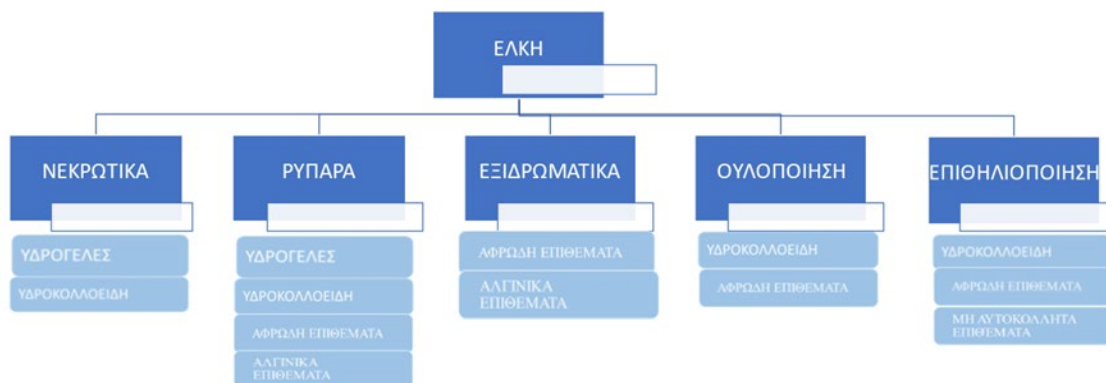 ΕΛΚΗ
ΝΕΚΡΩΤΙΚΑ
ΥΔΡΟΓΕΛΕΣ
ΥΔΡΟΚΟΛΛΟΕΙΔΗ
ΡΥΠΑΡΑ
ΥΔΡΟΓΕΛΕΣ
ΥΔΡΟΚΟΛΛΟΕΙΔΗ
ΑΦΡΩΔΗ ΕΠΙΘΕΜΑΤΑ
ΑΛΓΙΝΙΚΑ
ΕΠΙΘΕΜΑΤΑ
ΕΞΙΔΡΩΜΑΤΙΚΑ
ΑΦΡΩΔΗ ΕΠΙΘΕΜΑΤΑ
ΑΛΓΙΝΙΚΑ
ΕΠΙΘΕΜΑΤΑ
ΟΥΛΟΠΟΙΗΣΗ
ΥΔΡΟΚΟΛΛΟΕΙΔΗ
ΑΦΡΩΔΗ ΕΠΙΘΕΜΑΤΑ
ΕΠΙΘΗΛΙΟΠΟΙΗΣΗ
ΥΔΡΟΚΟΛΛΟΕΙΔΗ
ΑΦΡΩΔΗ ΕΠΙΘΕΜΑΤΑ
ΜΗ ΑΥΤΟΚΟΛΛΗΤΑ
ΕΠΙΘΈΜΑΤΑ